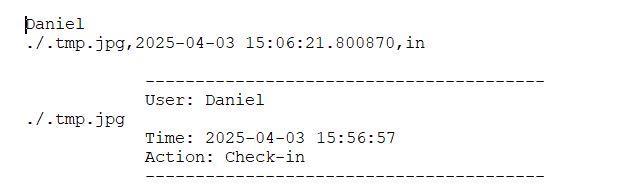 Daniel
./.tmp.jpg,2025-04-03 15:06:21.800870,in
----------------------------------------
User: Daniel
./.tmp.jpg
Time: 2025-04-03 15:56:57
Action: Check-in
----------------------------------------